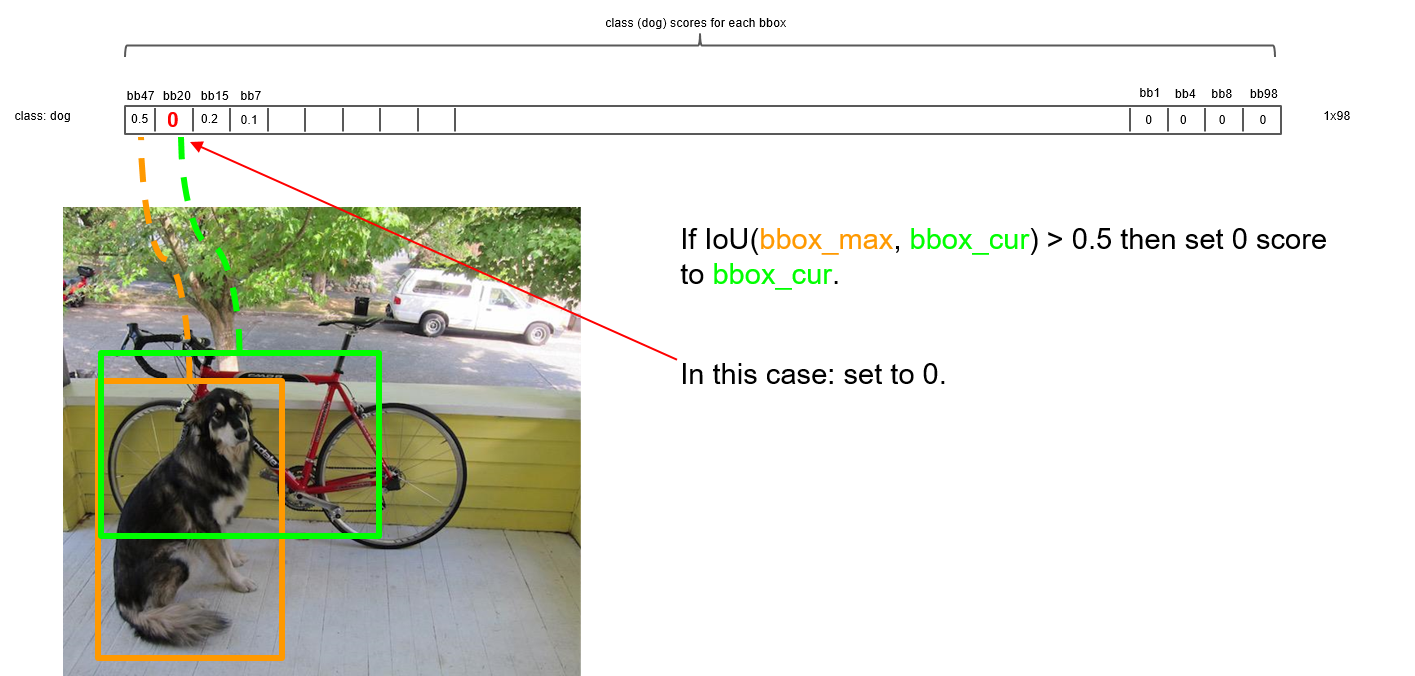 class (dog) scores for each bbox
bb47 bb20 bb15 bb7 bb1 bb4 bb8 bb98
class: dog 0.5 0 0.2 0.1 0 0 0 0 1x98
If IoU(bbox_max, bbox_cur) > 0.5 then set 0 score
to bbox_cur.
In this case: set to 0.